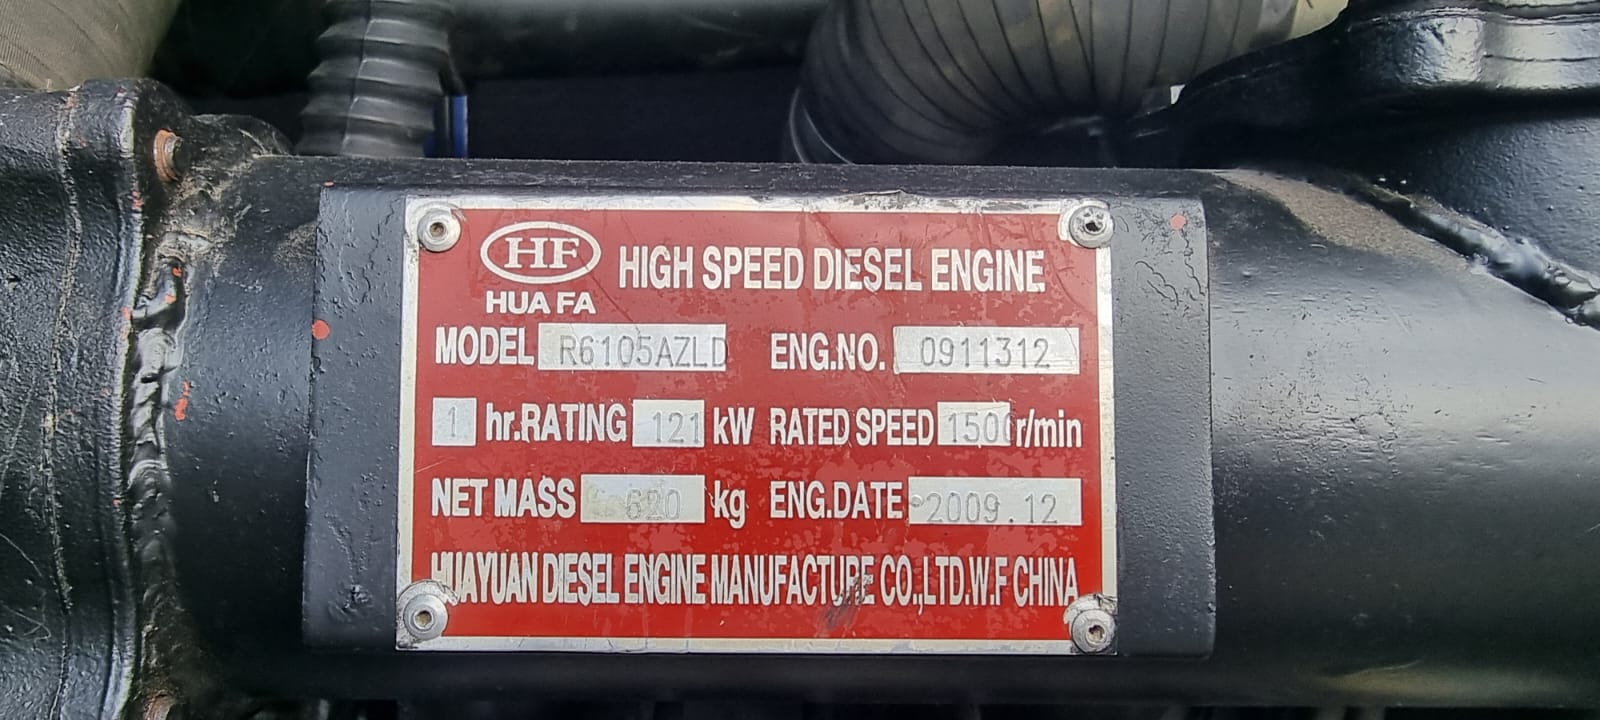 HF HIGH SPEED DIESEL ENGINE
HUA FA
MODEL R6105AZLD ENG.NO. 0911312
1 hr.RATING 121 kW RATED SPEED 1500 r/min
NET MASS 620 kg ENG.DATE 2009.12
HUAYUAN DIESEL ENGINE MANUFACTURE CO.,LTD.W.F CHINA